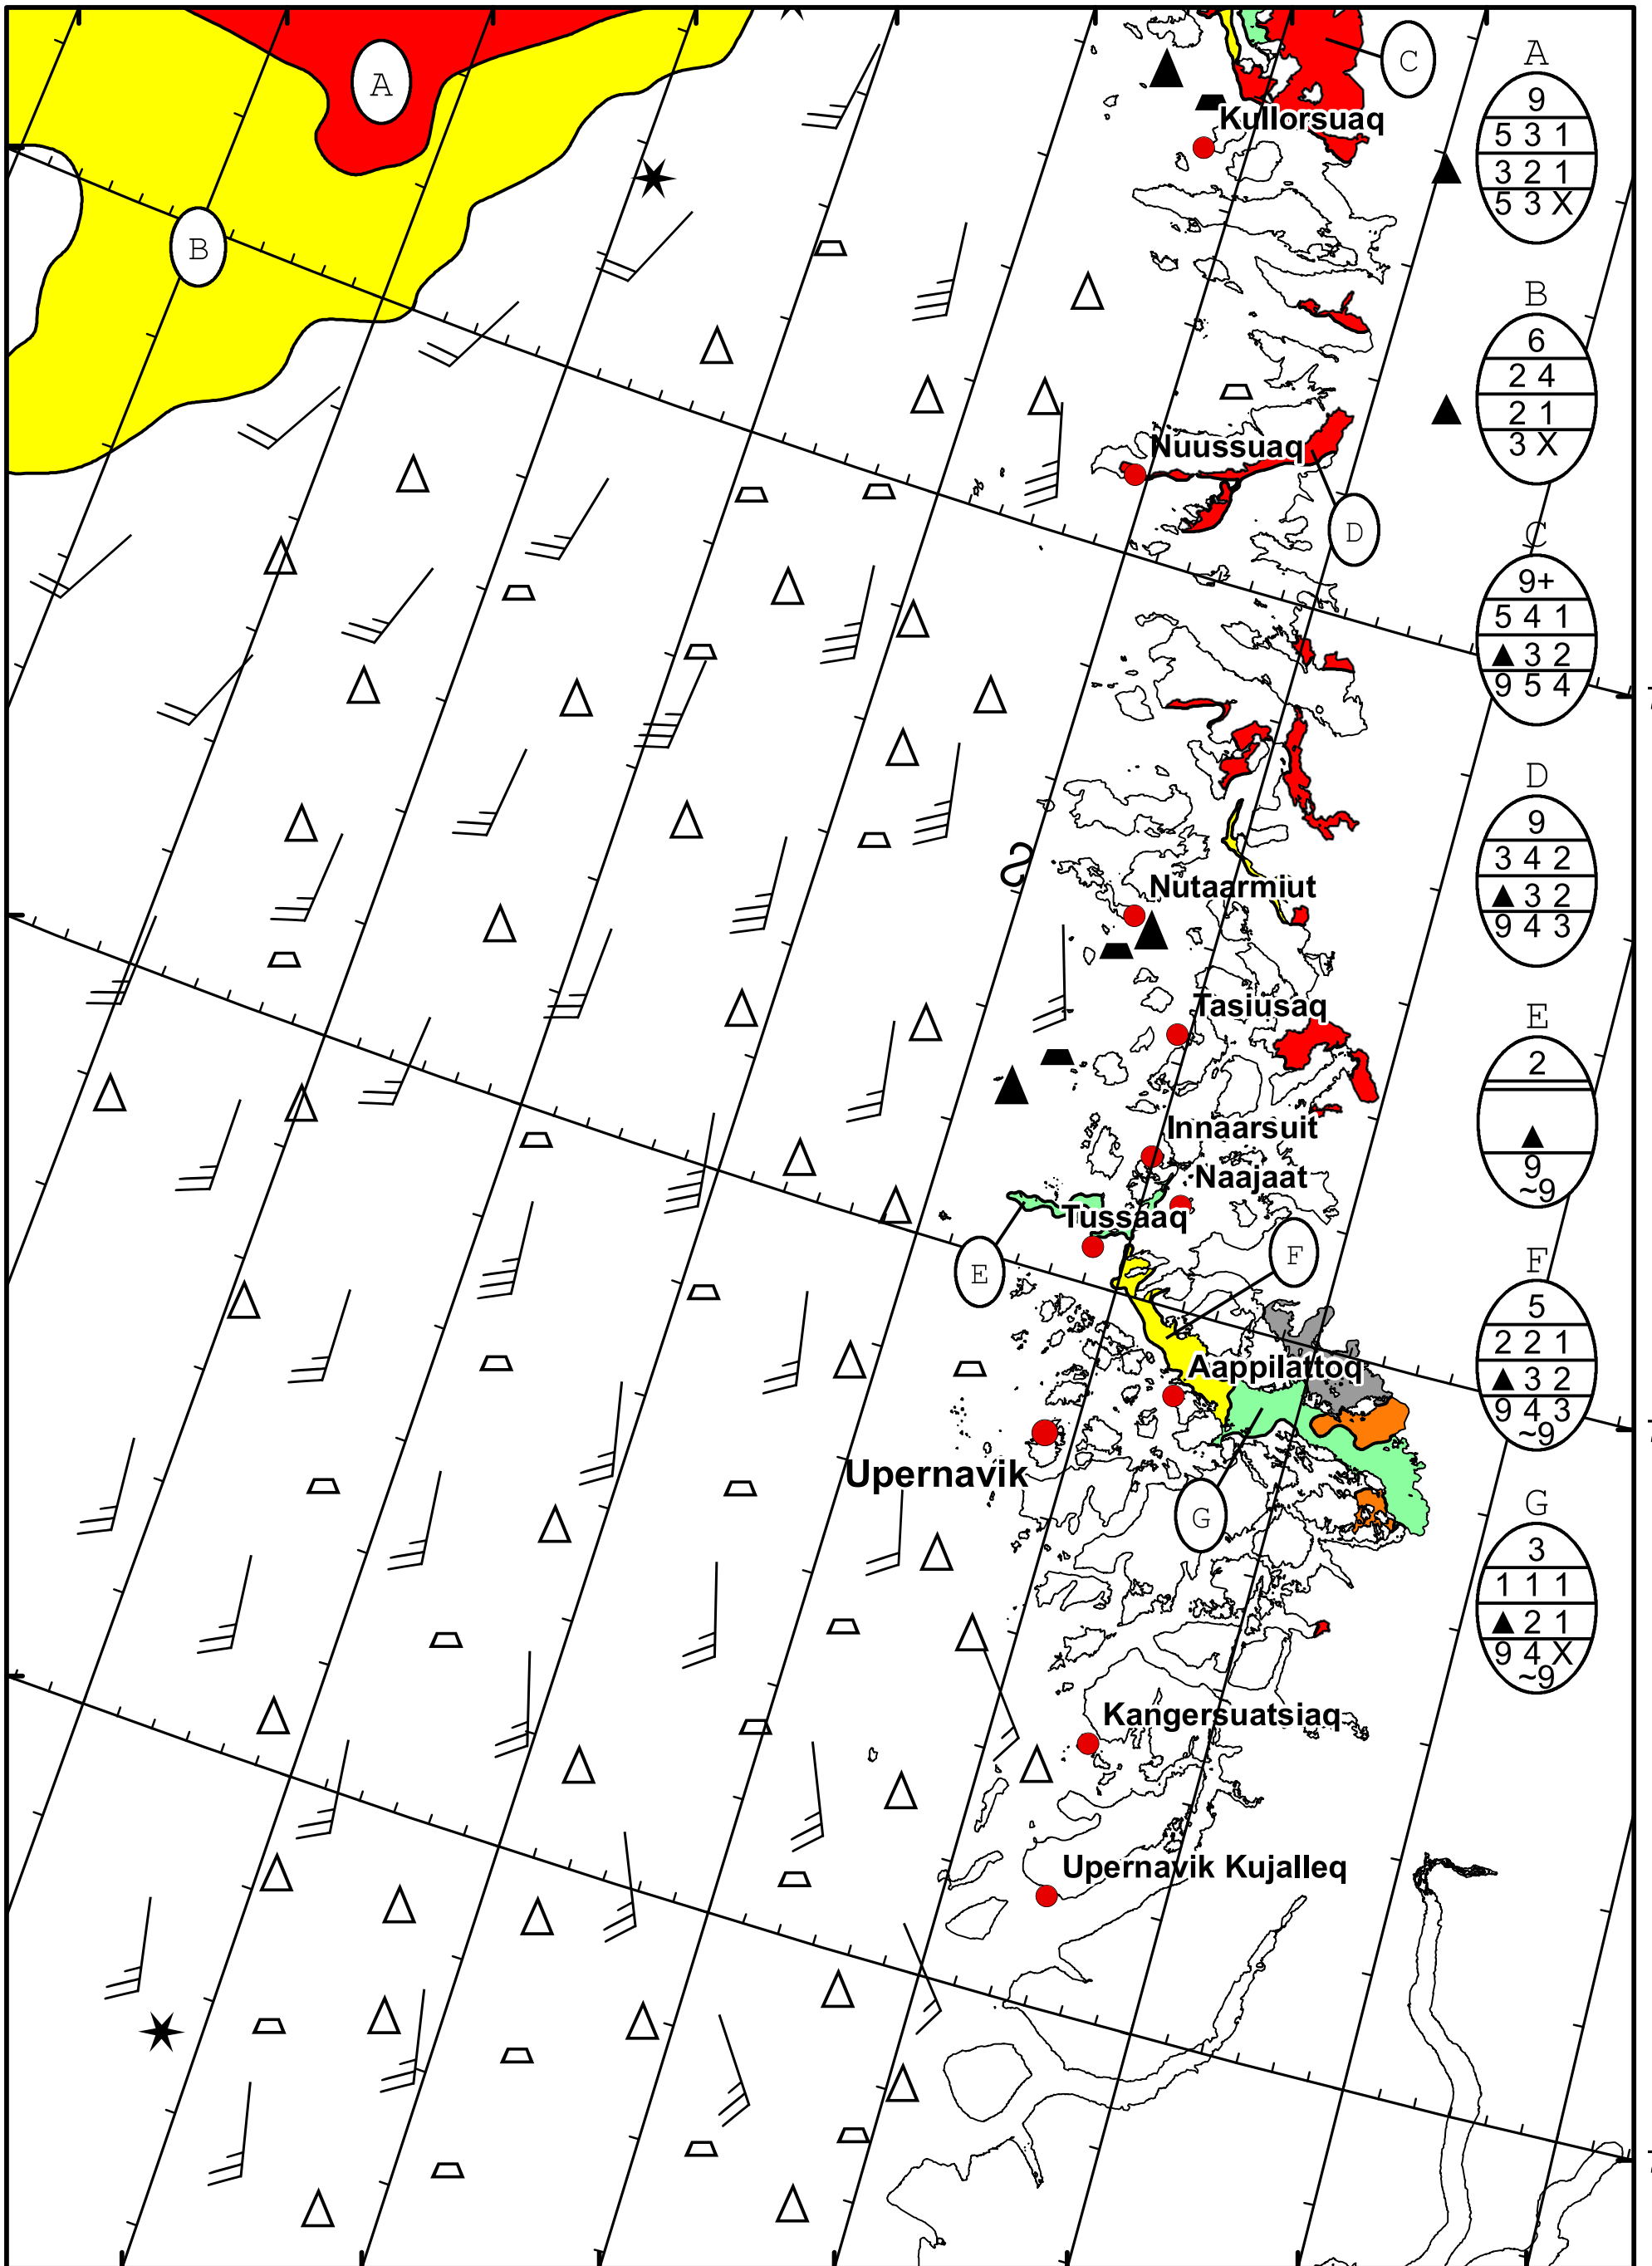 A
B
C
Kullorsuaq
Nuussuaq
D
Nutaarmiut
Tasiusaq
Innaarsuit
Naajaat
Tussaaq
E
F
Aappilattoq
Upernavik
G
Kangersuatsiaq
Upernavik Kujalleq
A
9
5 3 1
3 2 1
5 3 X
B
6
2 4
2 1
3 X
C
9+
5 4 1
▲ 3 2
9 5 4
D
9
3 4 2
▲ 3 2
9 4 3
E
2
▲
9
~9
F
5
2 2 1
▲ 3 2
9 4 3
~9
G
3
1 1 1
▲ 2 1
9 4 X
~9